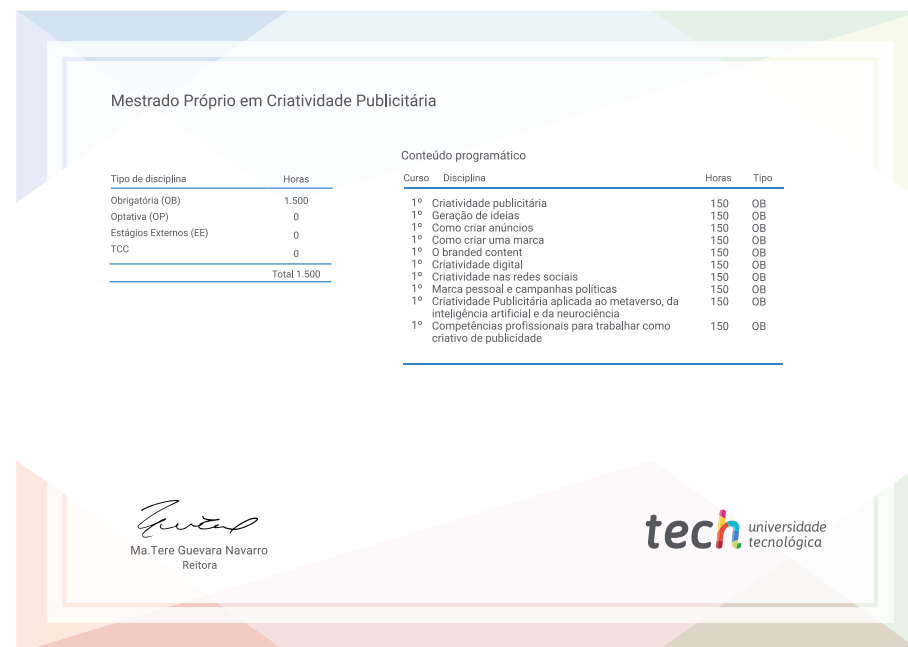 Mestrado Próprio em Criatividade Publicitária
Tipo de disciplina Horas
Obrigatória (OB) 1.500
Optativa (OP) 0
Estágios Externos (EE) 0
TCC 0
Total 1.500
Conteúdo programático
Curso Disciplina Horas Tipo
1º Criatividade publicitária 150 OB
1º Geração de ideias 150 OB
1º Como criar anúncios 150 OB
1º Como criar uma marca 150 OB
1º O branded content 150 OB
1º Criatividade digital 150 OB
1º Criatividade nas redes sociais 150 OB
1º Marca pessoal e campanhas políticas 150 OB
1º Criatividade Publicitária aplicada ao metaverso, da 150 OB
inteligência artificial e da neurociência
1º Competências profissionais para trabalhar como 150 OB
criativo de publicidade
Ma.Tere Guevara Navarro
Reitora
tech universidade
tecnológica